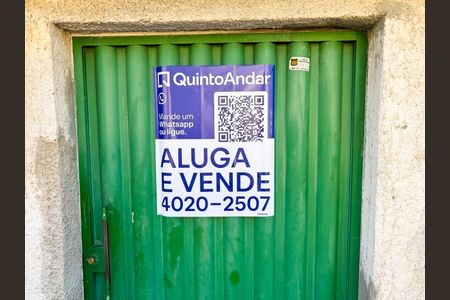 QuintoAndar
Mande um
Whatsapp
ou ligue.
ALUGA
E VENDE
4020-2507